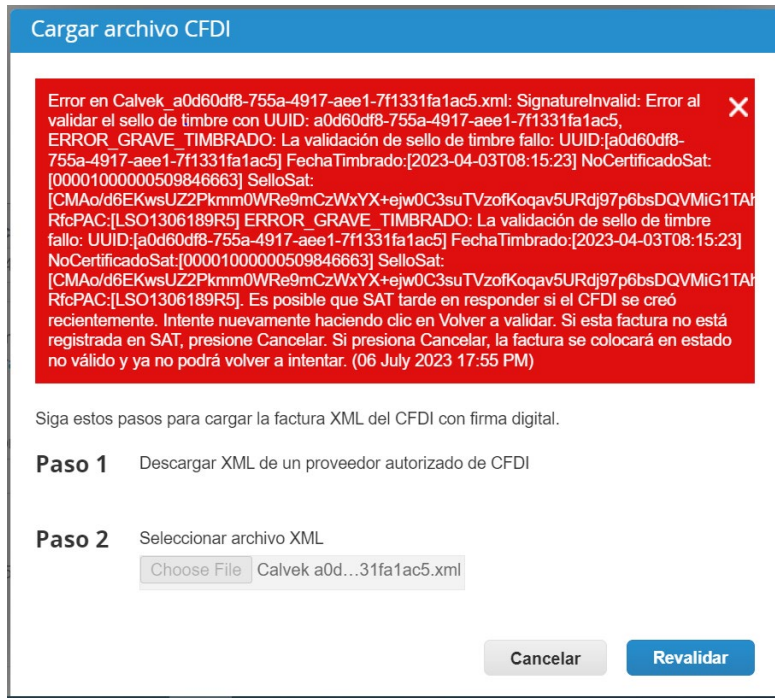 Cargar archivo CFDI
Error en Calvek_a0d60df8-755a-4917-aee1-7f1331fa1ac5.xml: SignatureInvalid: Error al
validar el sello de timbre con UUID: a0d60df8-755a-4917-aee1-7f1331fa1ac5,
ERROR_GRAVE_TIMBRADO: La validación de sello de timbre fallo: UUID:[a0d60df8-
755a-4917-aee1-7f1331fa1ac5] FechaTimbrado:[2023-04-03T08:15:23] NoCertificadoSat:
[00001000000509846663] SelloSat:
[CMAo/d6EKwsUZ2Pkmm0WRe9mCzWxYX+ejw0C3suTVzofKoqav5URdj97p6bsDQVMiG1TAh
RfcPAC:[LSO1306189R5] ERROR_GRAVE_TIMBRADO: La validación de sello de timbre
fallo: UUID:[a0d60df8-755a-4917-aee1-7f1331fa1ac5] FechaTimbrado:[2023-04-03T08:15:23]
NoCertificadoSat:[00001000000509846663] SelloSat:
[CMAo/d6EKwsUZ2Pkmm0WRe9mCzWxYX+ejw0C3suTVzofKoqav5URdj97p6bsDQVMiG1TAh
RfcPAC:[LSO1306189R5]. Es posible que SAT tarde en responder si el CFDI se creó
recientemente. Intente nuevamente haciendo clic en Volver a validar. Si esta factura no está
registrada en SAT, presione Cancelar. Si presiona Cancelar, la factura se colocará en estado
no válido y ya no podrá volver a intentar. (06 July 2023 17:55 PM)
Siga estos pasos para cargar la factura XML del CFDI con firma digital.
Paso 1 Descargar XML de un proveedor autorizado de CFDI
Paso 2 Seleccionar archivo XML
Choose File Calvek a0d…31fa1ac5.xml
Cancelar Revalidar